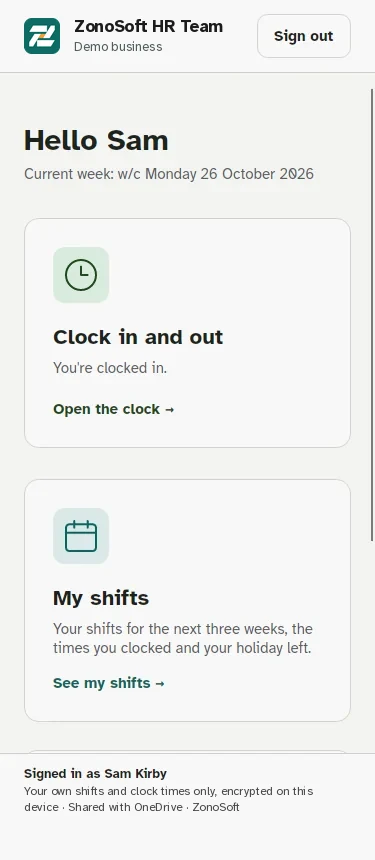 ZonoSoft HR Team
Demo business
Sign out
Hello Sam
Current week: w/c Monday 26 October 2026
Clock in and out
You're clocked in.
Open the clock →
My shifts
Your shifts for the next three weeks, the
times you clocked and your holiday left.
See my shifts →
Signed in as Sam Kirby
Your own shifts and clock times only, encrypted on this
device · Shared with OneDrive · ZonoSoft